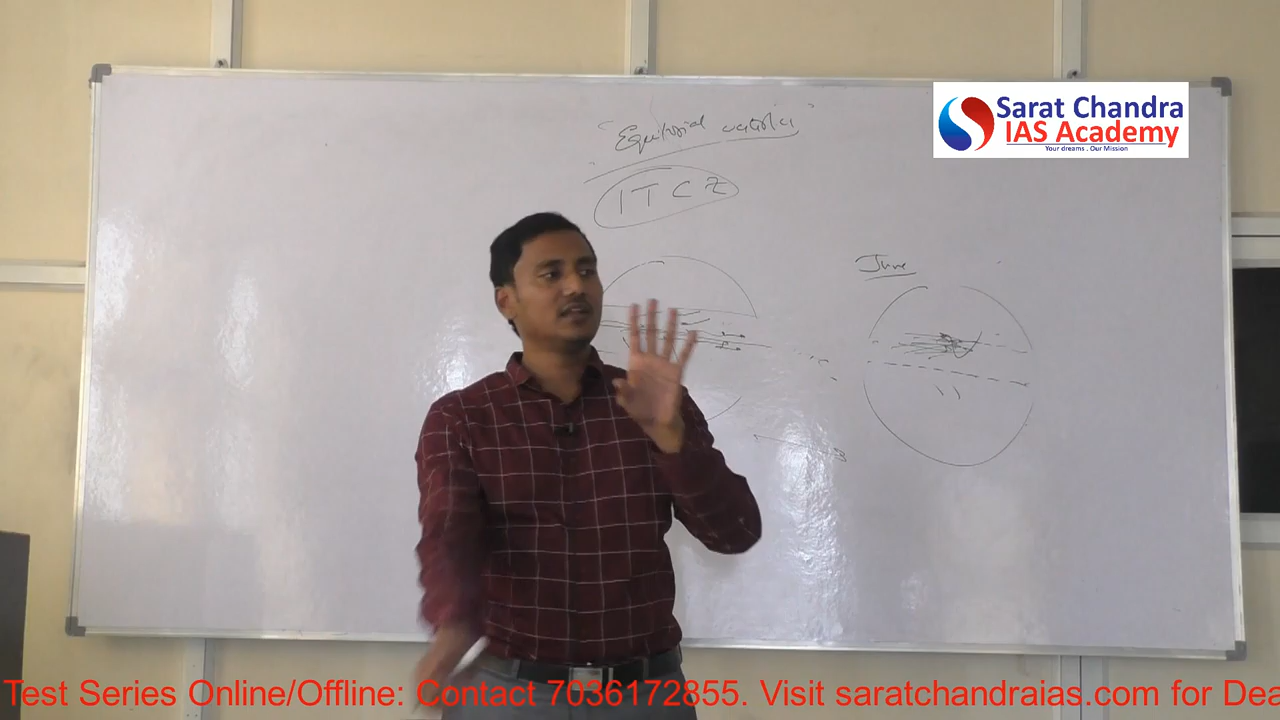 "Equitorial westerlies"
ITCZ
June
Sarat Chandra
IAS Academy
Your dreams . Our Mission
Test Series Online/Offline: Contact 7036172855. Visit saratchandraias.com for Dea